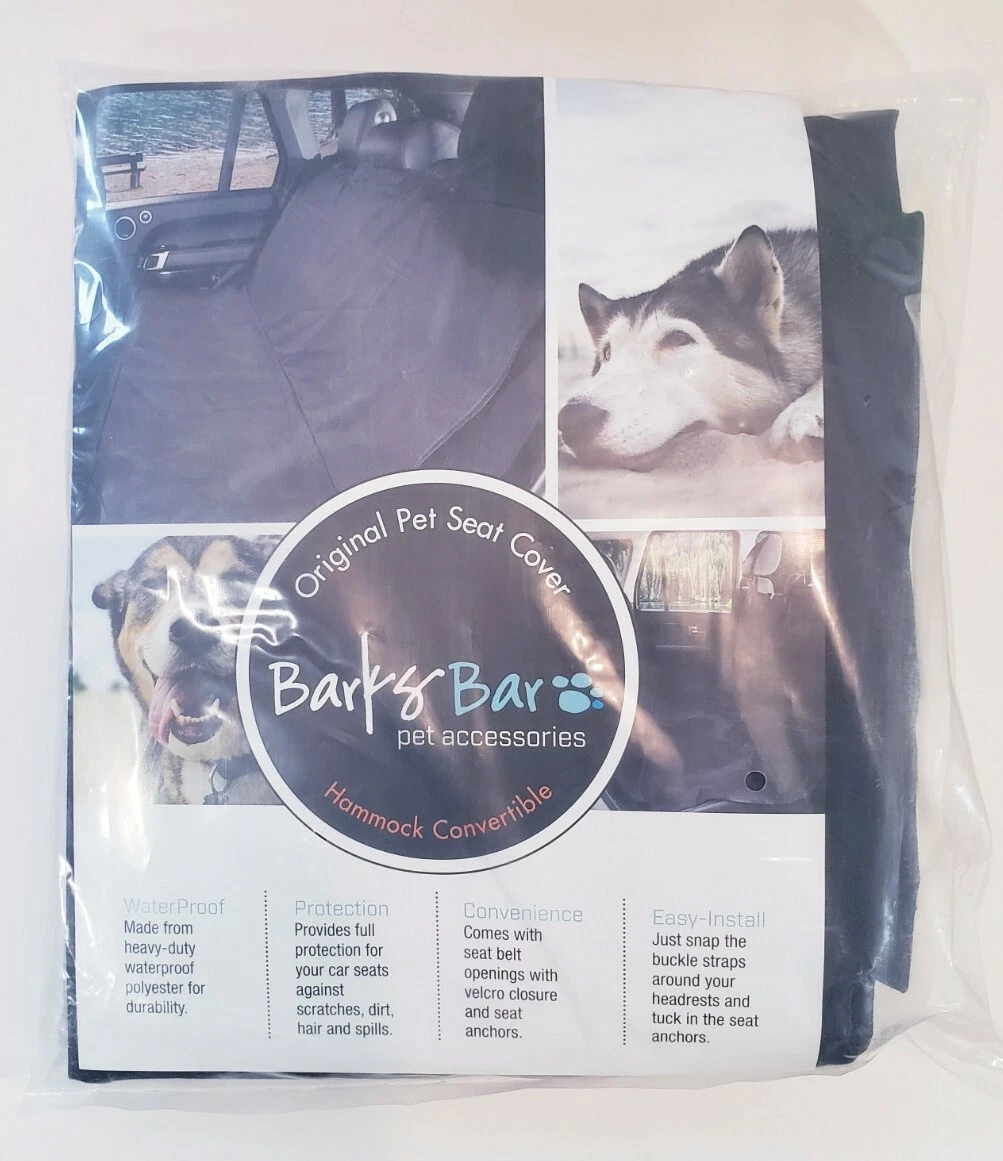 Original Pet Seat Cover
Barks Bar
pet accessories
Hammock Convertible
WaterProof
Made from
heavy-duty
waterproof
polyester for
durability.
Protection
Provides full
protection for
your car seats
against
scratches, dirt,
hair and spills.
Convenience
Comes with
seat belt
openings with
velcro closure
and seat
anchors.
Easy-Install
Just snap the
buckle straps
around your
headrests and
tuck in the seat
anchors.